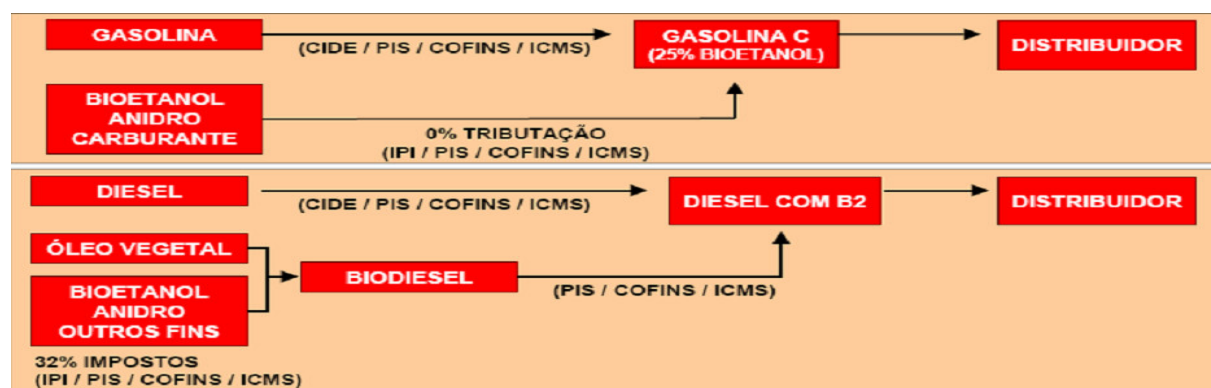 GASOLINA
(CIDE / PIS / COFINS / ICMS)
GASOLINA C
(25% BIOETANOL)
DISTRIBUIDOR
BIOETANOL
ANIDRO
CARBURANTE
0% TRIBUTAÇÃO
(IPI / PIS / COFINS / ICMS)
DIESEL
(CIDE / PIS / COFINS / ICMS)
DIESEL COM B2
DISTRIBUIDOR
ÓLEO VEGETAL
BIODIESEL
(PIS / COFINS / ICMS)
BIOETANOL
ANIDRO
OUTROS FINS
32% IMPOSTOS
(IPI / PIS / COFINS / ICMS)